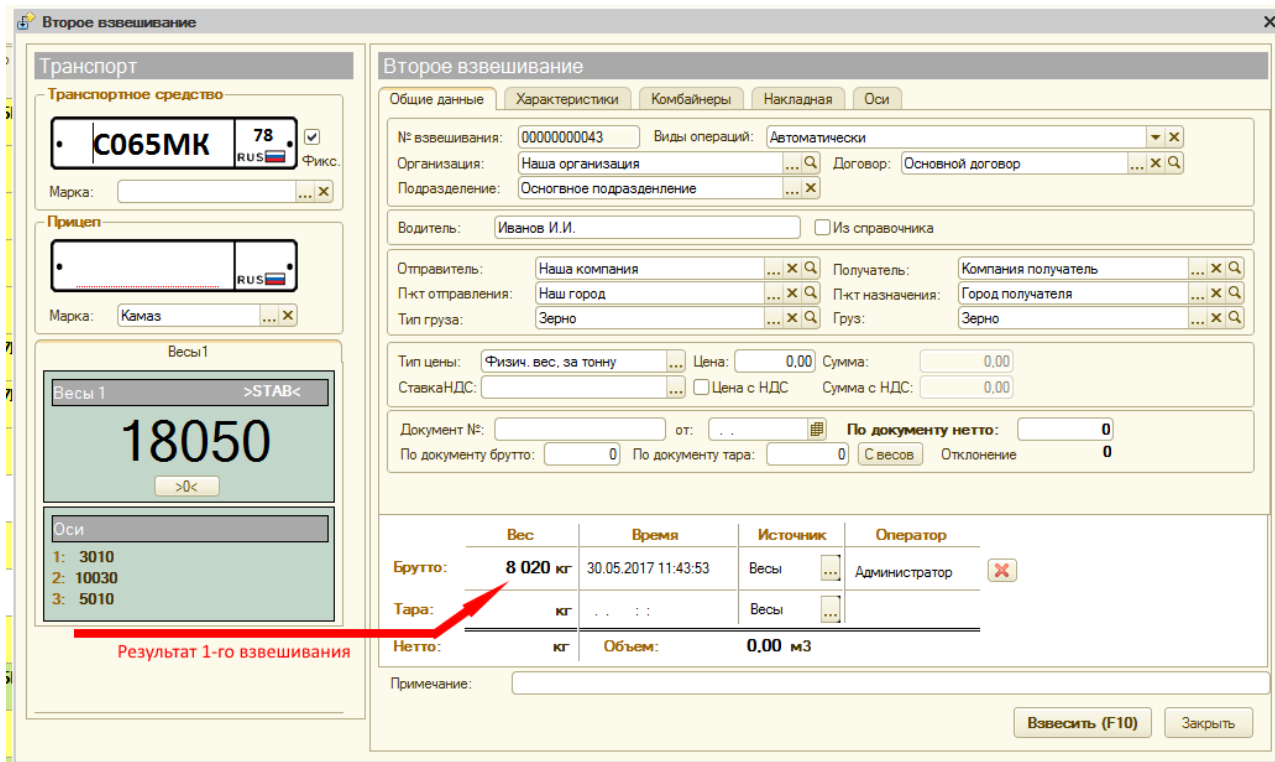 Второе взвешивание
Транспорт
Транспортное средство
С065МК 78 RUS Фикс.
Марка:
Прицеп
RUS
Марка: Камаз
Весы1
Весы 1 >STAB<
18050
>0<
Оси
1: 3010
2: 10030
3: 5010
Результат 1-го взвешивания
Второе взвешивание
Общие данные Характеристики Комбайнеры Накладная Оси
№ взвешивания: 00000000043 Виды операций: Автоматически
Организация: Наша организация ... Договор: Основной договор ...
Подразделение: Осногвное подразденление ...
Водитель: Иванов И.И. Из справочника
Отправитель: Наша компания ... Получатель: Компания получатель ...
П-кт отправления: Наш город ... П-кт назначения: Город получателя ...
Тип груза: Зерно ... Груз: Зерно ...
Тип цены: Физич. вес, за тонну ... Цена: 0,00 Сумма: 0,00
СтавкаНДС: ... Цена с НДС Сумма с НДС: 0,00
Документ №: от: . . По документу нетто: 0
По документу брутто: 0 По документу тара: 0 С весов Отклонение 0
Вес Время Источник Оператор
Брутто: 8 020 кг 30.05.2017 11:43:53 Весы ... Администратор
Тара: кг . . : : Весы ...
Нетто: кг Объем: 0,00 м3
Примечание:
Взвесить (F10) Закрыть